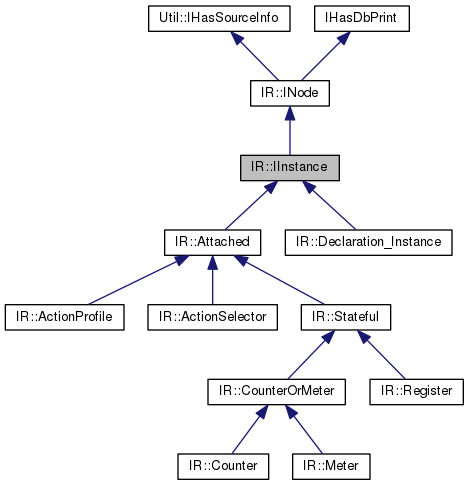 Util::IHasSourceInfo
IHasDbPrint
IR::INode
IR::IInstance
IR::Attached
IR::Declaration_Instance
IR::ActionProfile
IR::ActionSelector
IR::Stateful
IR::CounterOrMeter
IR::Register
IR::Counter
IR::Meter